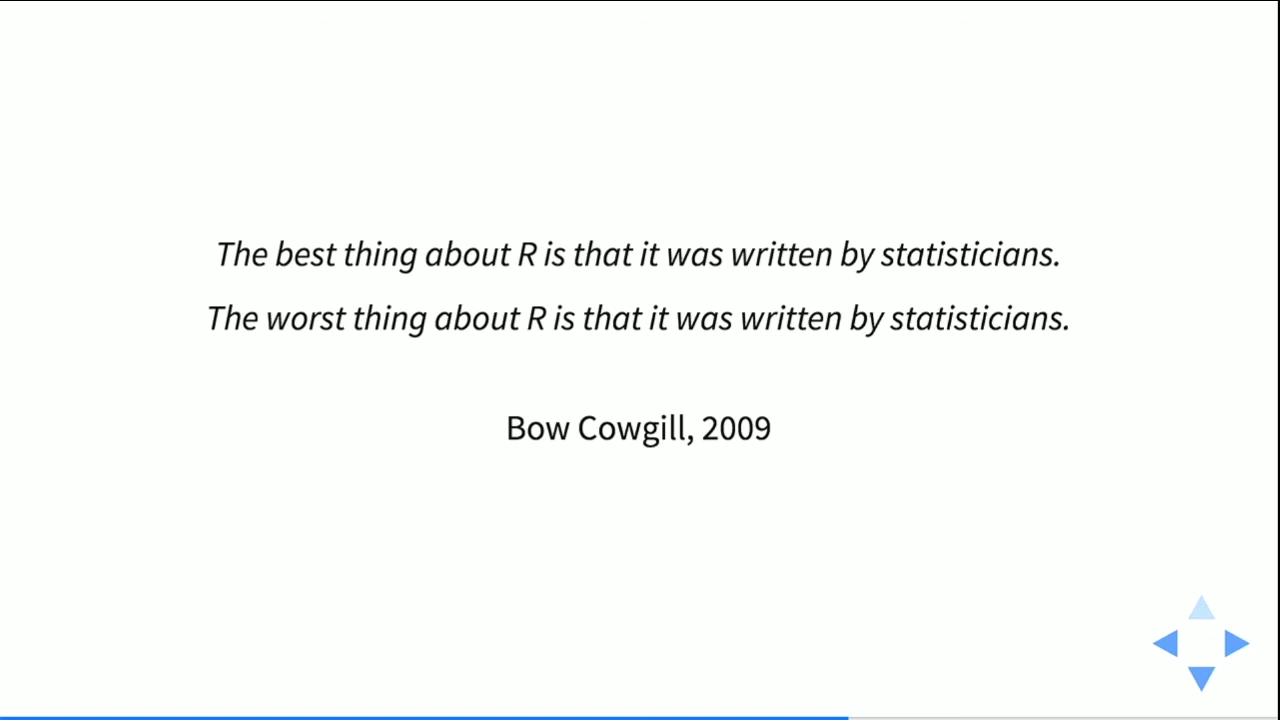 The best thing about R is that it was written by statisticians.
The worst thing about R is that it was written by statisticians.
Bow Cowgill, 2009